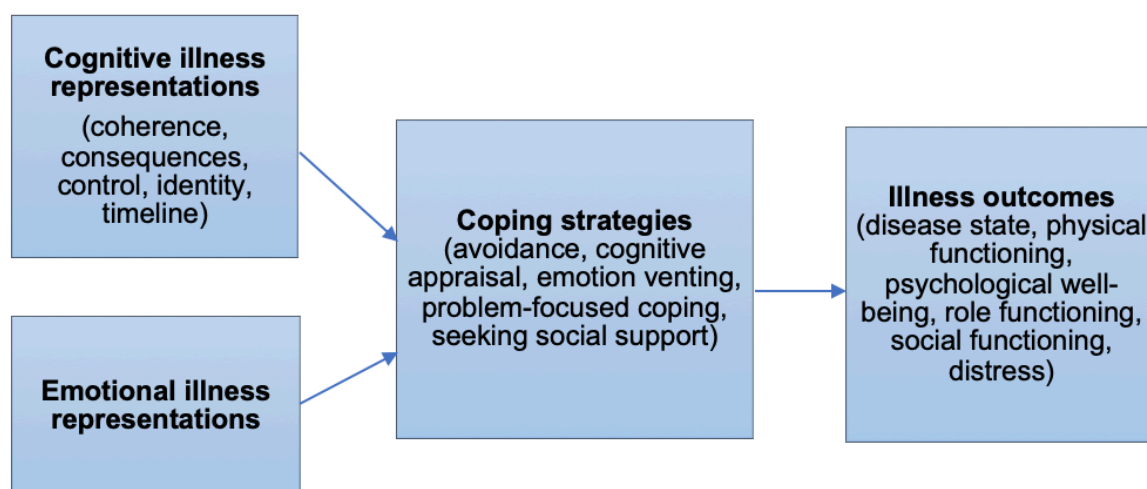 Cognitive illness
representations
(coherence,
consequences,
control, identity,
timeline)
Emotional illness
representations
Coping strategies
(avoidance, cognitive
appraisal, emotion venting,
problem-focused coping,
seeking social support)
Illness outcomes
(disease state, physical
functioning,
psychological well-
being, role functioning,
social functioning,
distress)